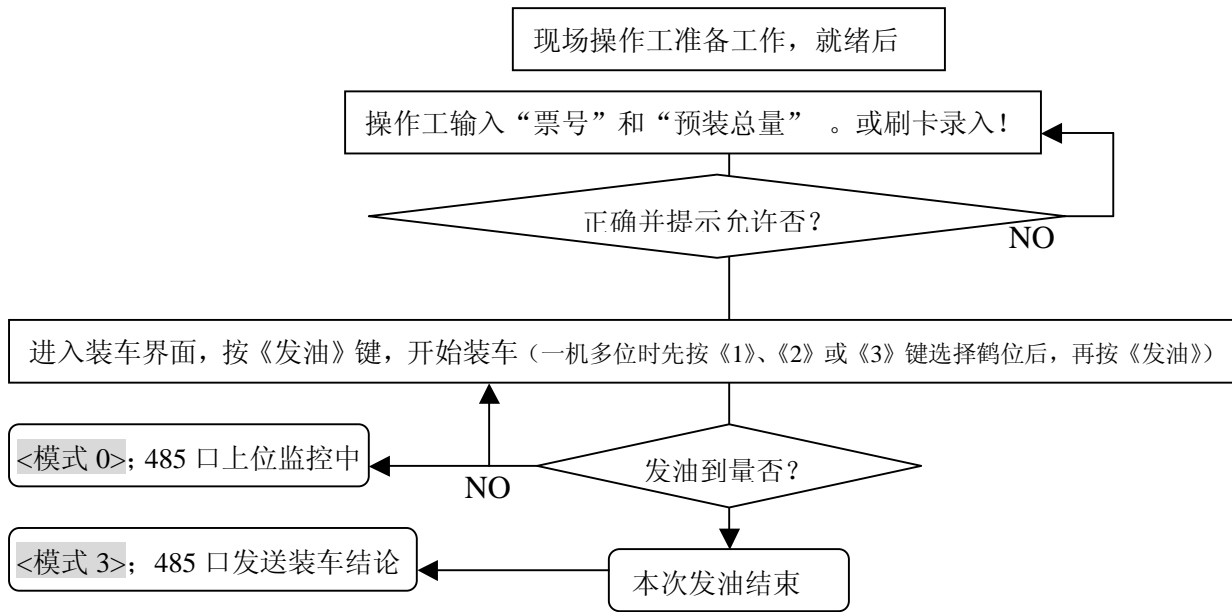 现场操作工准备工作，就绪后
操作工输入“票号”和“预装总量” 。或刷卡录入！
正确并提示允许否？
NO
进入装车界面，按《发油》键，开始装车（一机多位时先按《1》、《2》或《3》键选择鹤位后，再按《发油》）
<模式 0>；485 口上位监控中
发油到量否？
NO
<模式 3>；485 口发送装车结论
本次发油结束